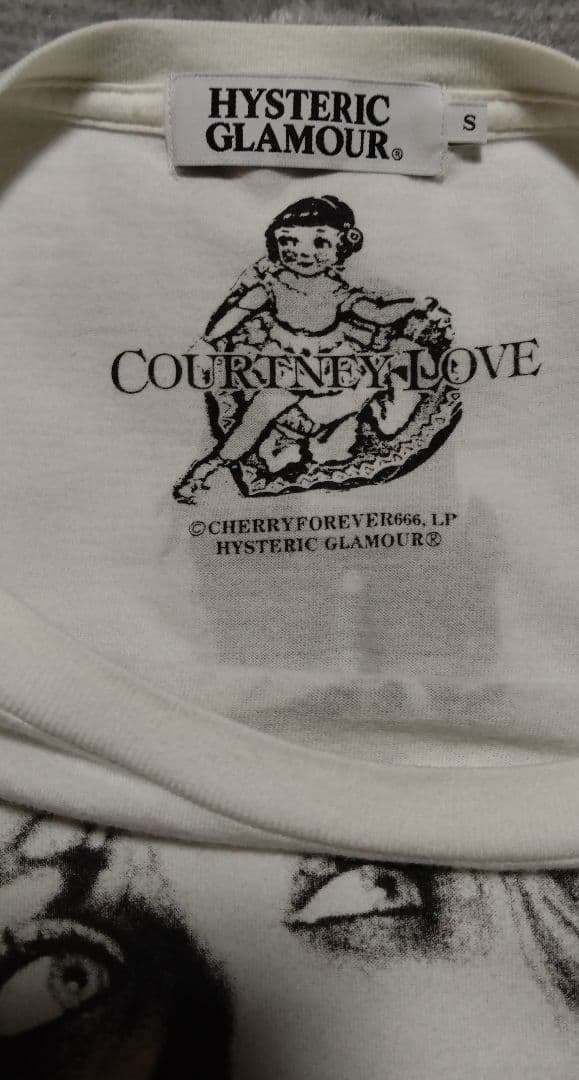 HYSTERIC
GLAMOUR®
S
COURTNEY LOVE
©CHERRYFOREVER666, LP
HYSTERIC GLAMOUR®